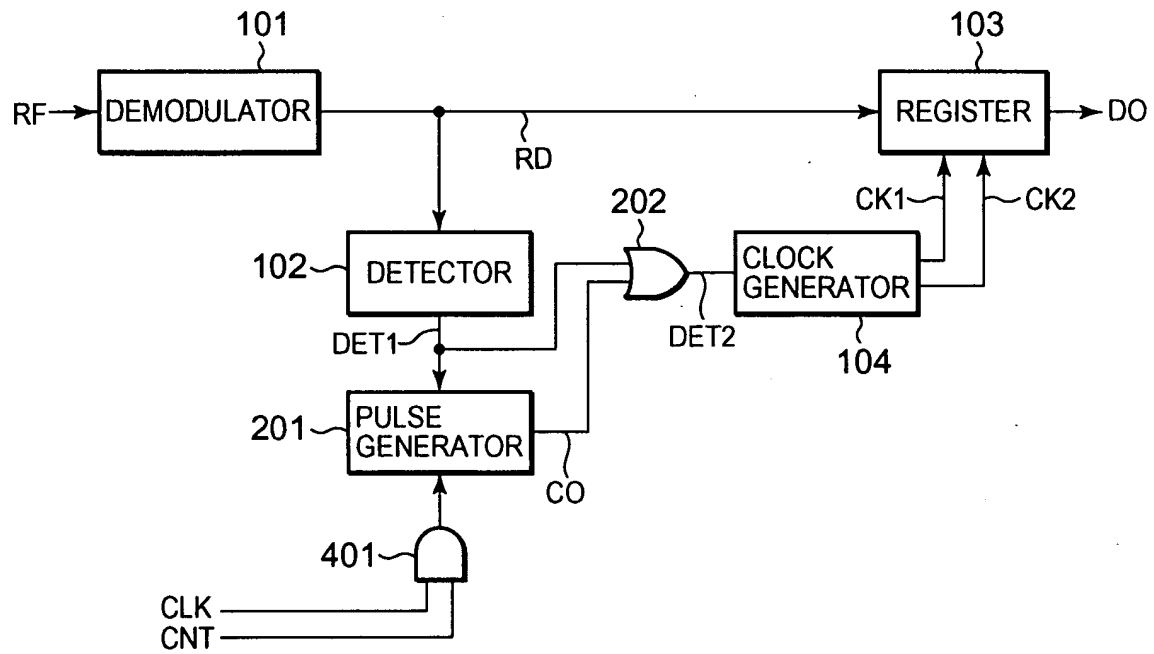 101
103
RF
DEMODULATOR
REGISTER
DO
RD
CK1
CK2
202
102
DETECTOR
CLOCK
GENERATOR
DET1
DET2
104
201
PULSE
GENERATOR
CO
401
CLK
CNT